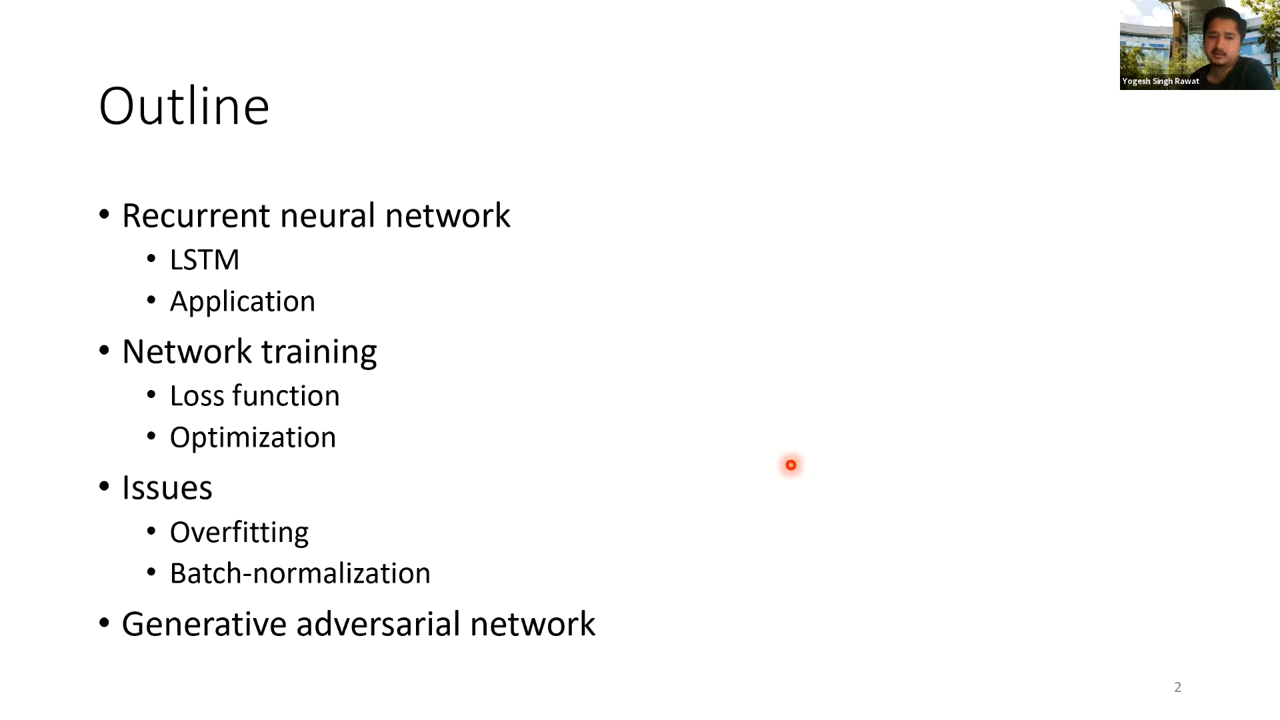 Yogesh Singh Rawat
Outline
• Recurrent neural network
• LSTM
• Application
• Network training
• Loss function
• Optimization
• Issues
• Overfitting
• Batch-normalization
• Generative adversarial network
2